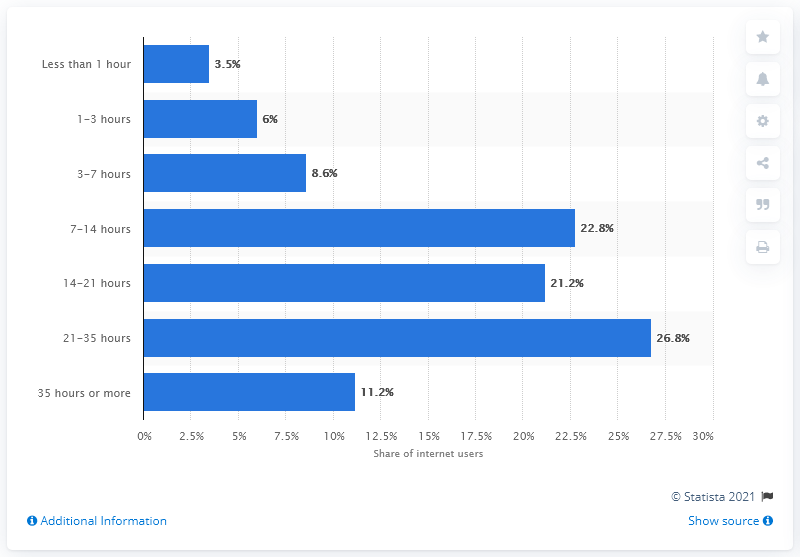 Less than 1 hour 3.5%
1–3 hours 6%
3–7 hours 8.6%
7–14 hours 22.8%
14–21 hours 21.2%
21–35 hours 26.8%
35 hours or more 11.2%
0% 2.5% 5% 7.5% 10% 12.5% 15% 17.5% 20% 22.5% 25% 27.5% 30%
Share of internet users
© Statista 2021
Additional Information Show source